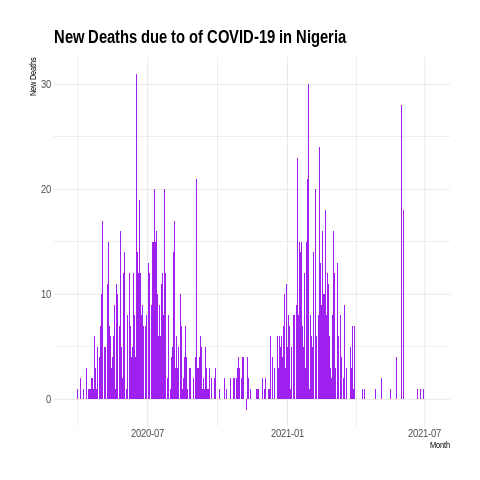 New Deaths due to of COVID-19 in Nigeria
New Deaths
30
20
10
0
2020-07
2021-01
2021-07
Month